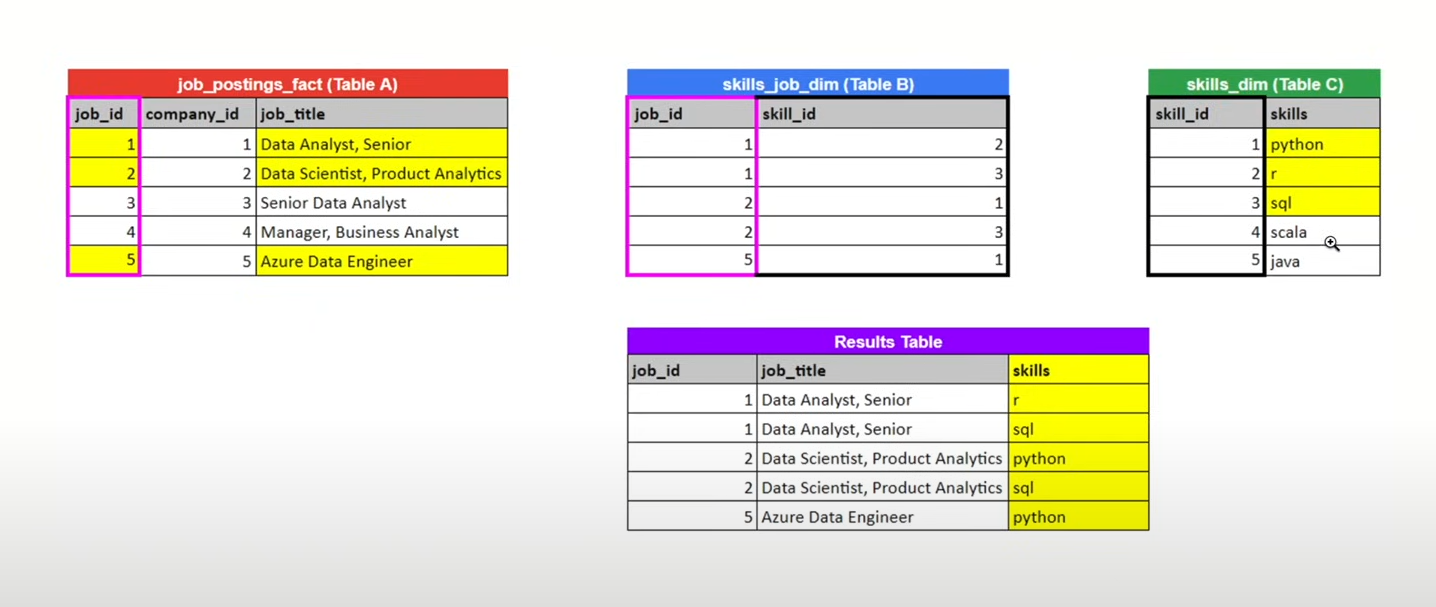 job_postings_fact (Table A)
job_id company_id job_title
1 1 Data Analyst, Senior
2 2 Data Scientist, Product Analytics
3 3 Senior Data Analyst
4 4 Manager, Business Analyst
5 5 Azure Data Engineer
skills_job_dim (Table B)
job_id skill_id
1 2
1 3
2 1
2 3
5 1
skills_dim (Table C)
skill_id skills
1 python
2 r
3 sql
4 scala
5 java
Results Table
job_id job_title skills
1 Data Analyst, Senior r
1 Data Analyst, Senior sql
2 Data Scientist, Product Analytics python
2 Data Scientist, Product Analytics sql
5 Azure Data Engineer python